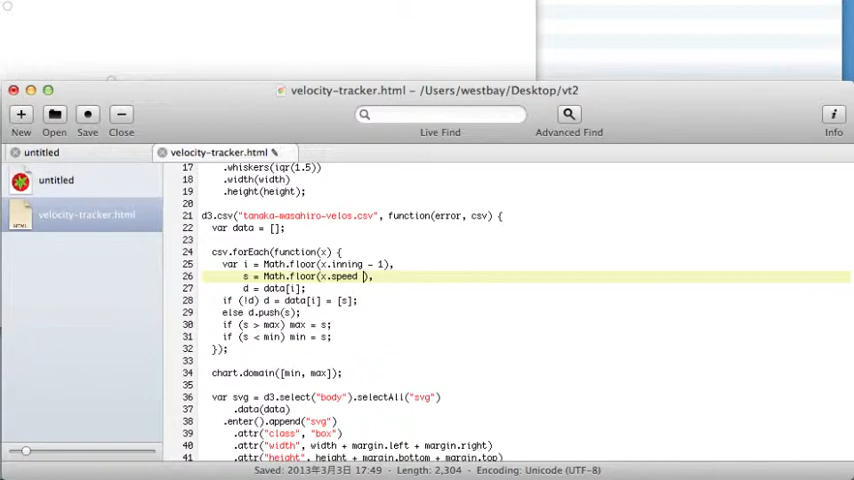 velocity-tracker.html – /Users/westbay/Desktop/vt2
New Open Save Close
Live Find
Advanced Find
Info
untitled
velocity-tracker.html
untitled
velocity-tracker.html
17 .whiskers(iqr(1.5))
18 .width(width)
19 .height(height);
20
21 d3.csv("tanaka-masahiro-velos.csv", function(error, csv) {
22 var data = [];
23
24 csv.forEach(function(x) {
25 var i = Math.floor(x.inning - 1),
26 s = Math.floor(x.speed ),
27 d = data[i];
28 if (!d) d = data[i] = [s];
29 else d.push(s);
30 if (s > max) max = s;
31 if (s < min) min = s;
32 });
33
34 chart.domain([min, max]);
35
36 var svg = d3.select("body").selectAll("svg")
37 .data(data)
38 .enter().append("svg")
39 .attr("class", "box")
40 .attr("width", width + margin.left + margin.right)
41 .attr("height", height + margin.bottom + margin.top)
Saved: 2013年3月3日 17:49 - Length: 2,304 - Encoding: Unicode (UTF-8)